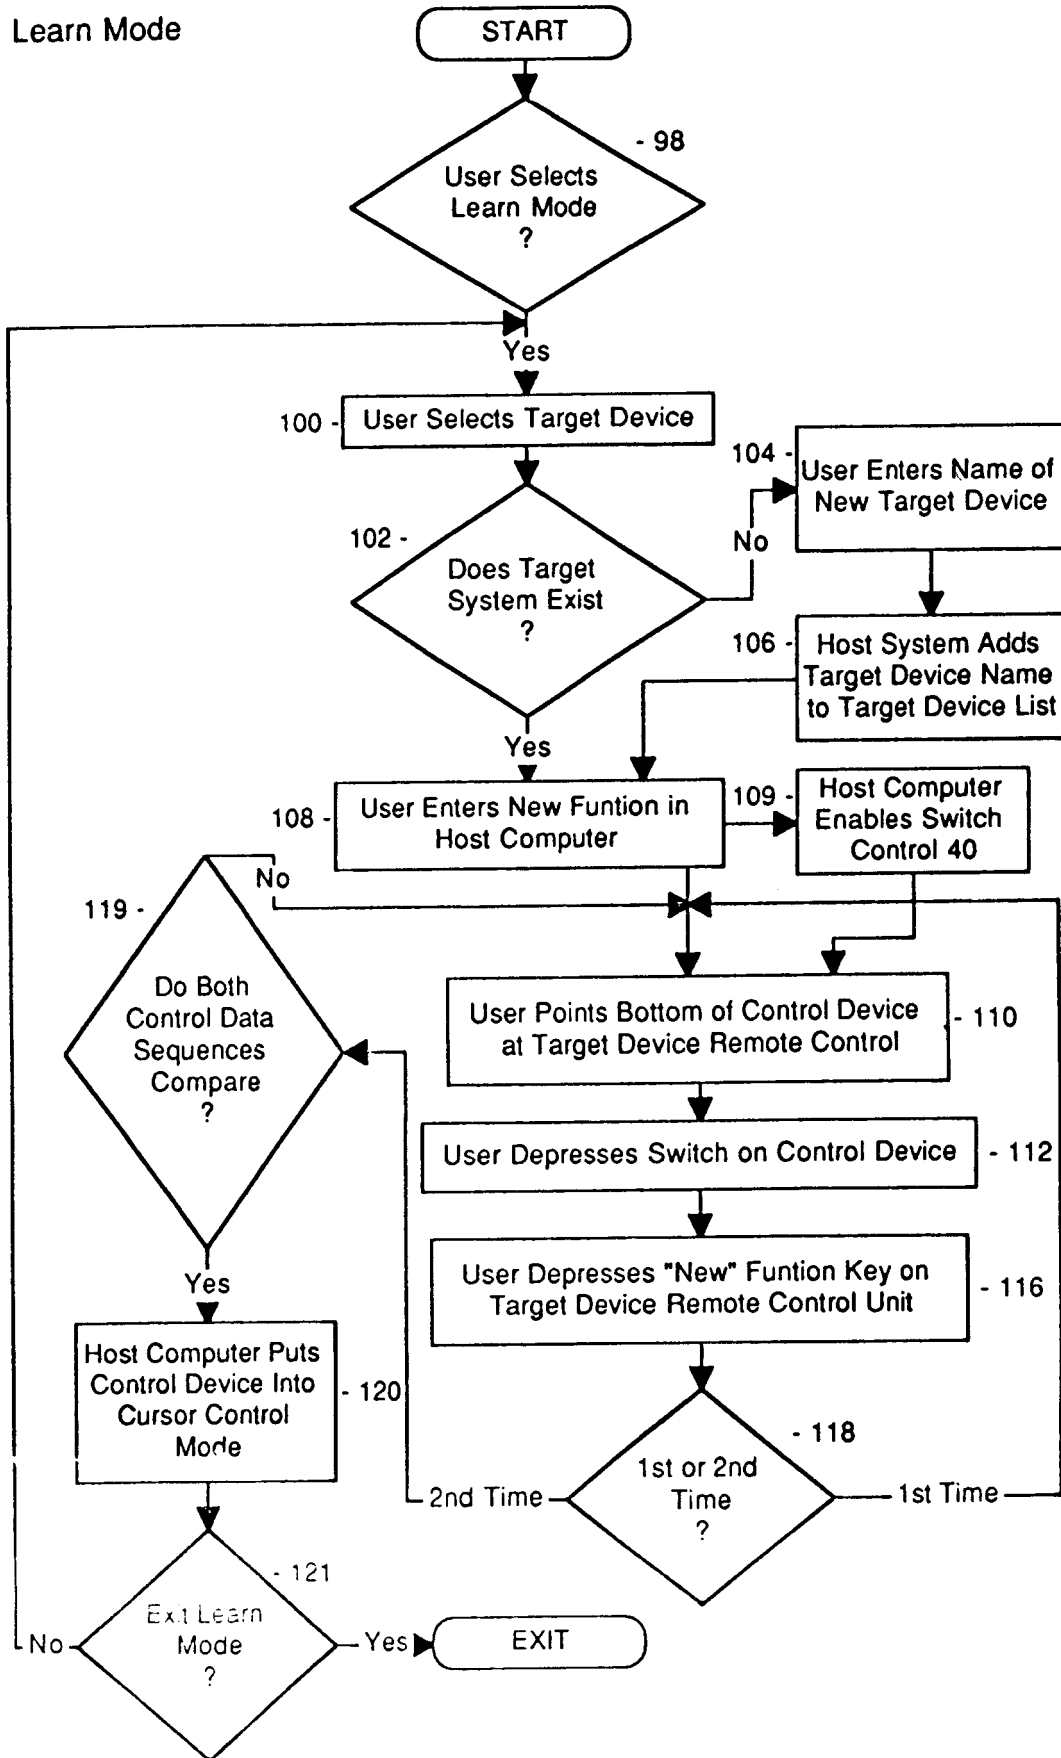 Learn Mode
START
- 98
User Selects
Learn Mode
?
Yes
100 -
User Selects Target Device
104 -
User Enters Name of
New Target Device
102 -
No
Does Target
System Exist
?
106 -
Host System Adds
Target Device Name
to Target Device List
Yes
108 -
User Enters New Funtion in
Host Computer
109 -
Host Computer
Enables Switch
Control 40
No
119 -
Do Both
Control Data
Sequences
Compare
?
User Points Bottom of Control Device
at Target Device Remote Control
- 110
User Depresses Switch on Control Device
- 112
User Depresses "New" Funtion Key on
Target Device Remote Control Unit
- 116
Yes
Host Computer Puts
Control Device Into
Cursor Control
Mode
- 120
- 118
1st or 2nd
Time
?
2nd Time
1st Time
- 121
Exit Learn
Mode
?
No
Yes
EXIT